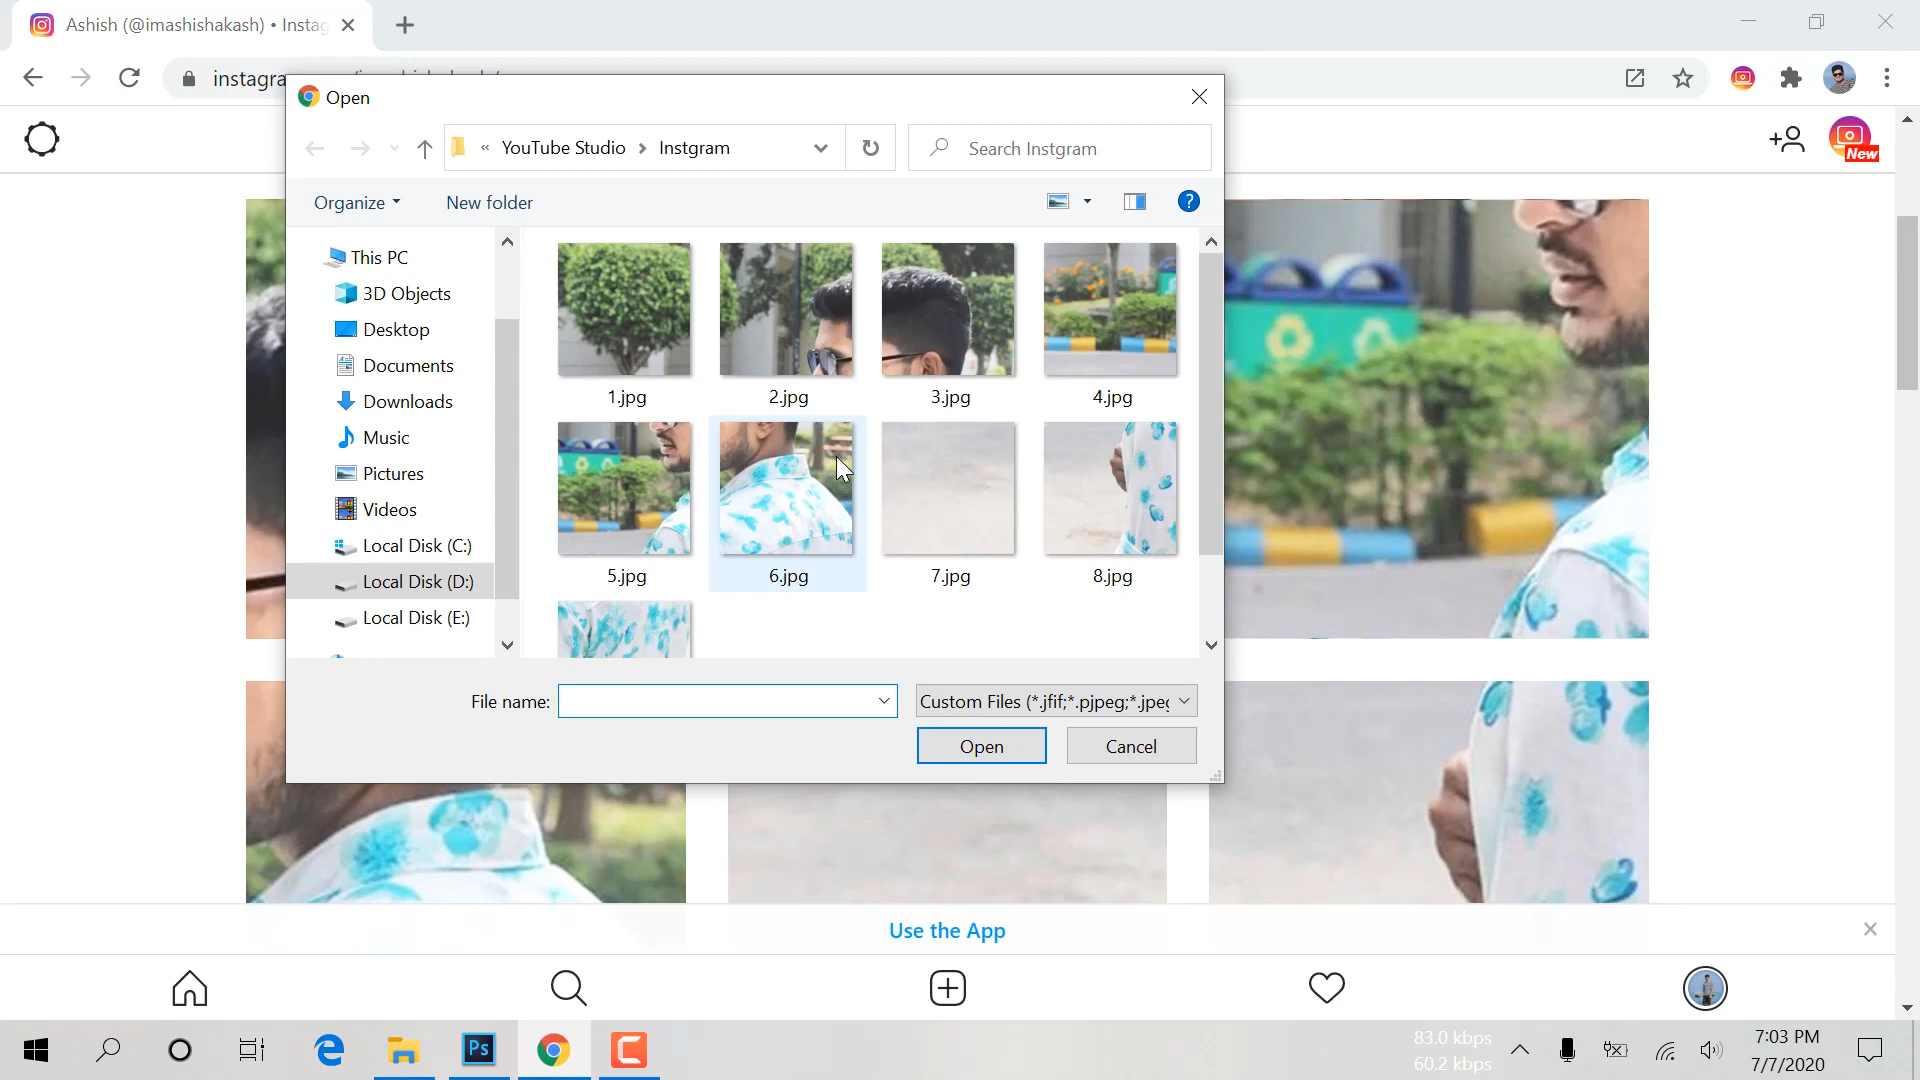 Ashish (@imashishakash) • Instag
instagra
Open
« YouTube Studio > Instgram
Search Instgram
Organize
New folder
New
This PC
3D Objects
Desktop
Documents
Downloads
Music
Pictures
Videos
Local Disk (C:)
Local Disk (D:)
Local Disk (E:)
1.jpg
2.jpg
3.jpg
4.jpg
5.jpg
6.jpg
7.jpg
8.jpg
File name:
Custom Files (*.jfif;*.pjpeg;*.jpeg
Open
Cancel
Use the App
Ps
83.0 kbps
60.2 kbps
7:03 PM
7/7/2020